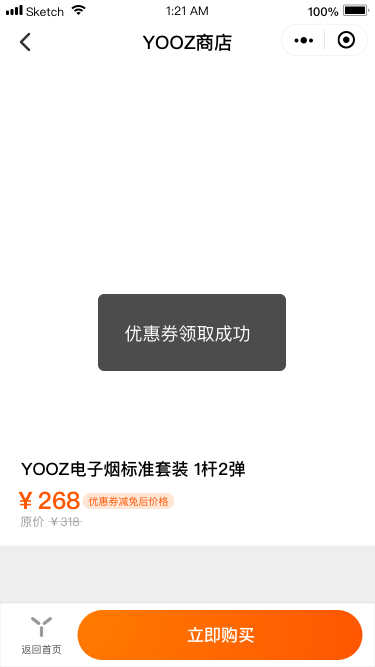 Sketch 1:21 AM 100%
YOOZ商店
优惠券领取成功
YOOZ电子烟标准套装 1杆2弹
￥268 优惠券减免后价格
原价 ￥318
返回首页 立即购买